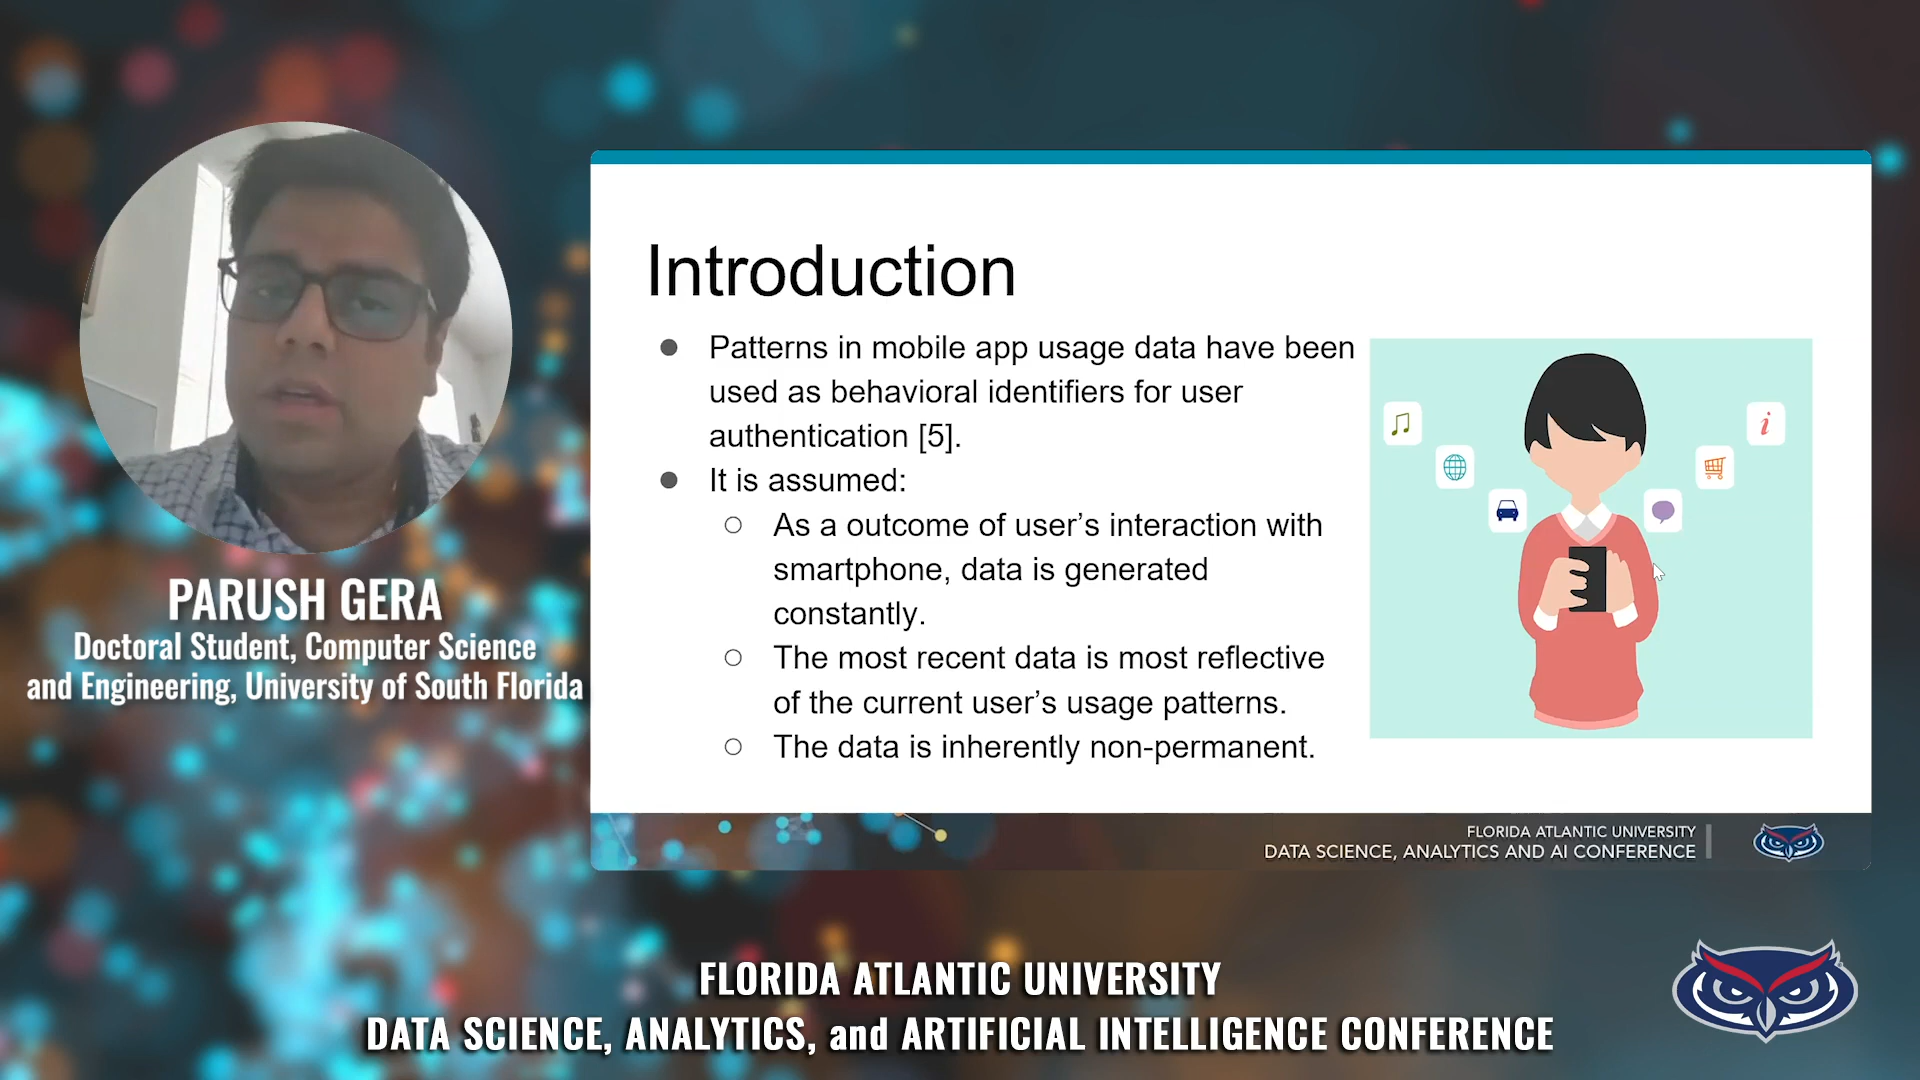 PARUSH GERA
Doctoral Student, Computer Science
and Engineering, University of South Florida
Introduction
● Patterns in mobile app usage data have been
used as behavioral identifiers for user
authentication [5].
● It is assumed:
○ As a outcome of user’s interaction with
smartphone, data is generated
constantly.
○ The most recent data is most reflective
of the current user’s usage patterns.
○ The data is inherently non-permanent.
i
FLORIDA ATLANTIC UNIVERSITY
DATA SCIENCE, ANALYTICS AND AI CONFERENCE
FLORIDA ATLANTIC UNIVERSITY
DATA SCIENCE, ANALYTICS, and ARTIFICIAL INTELLIGENCE CONFERENCE